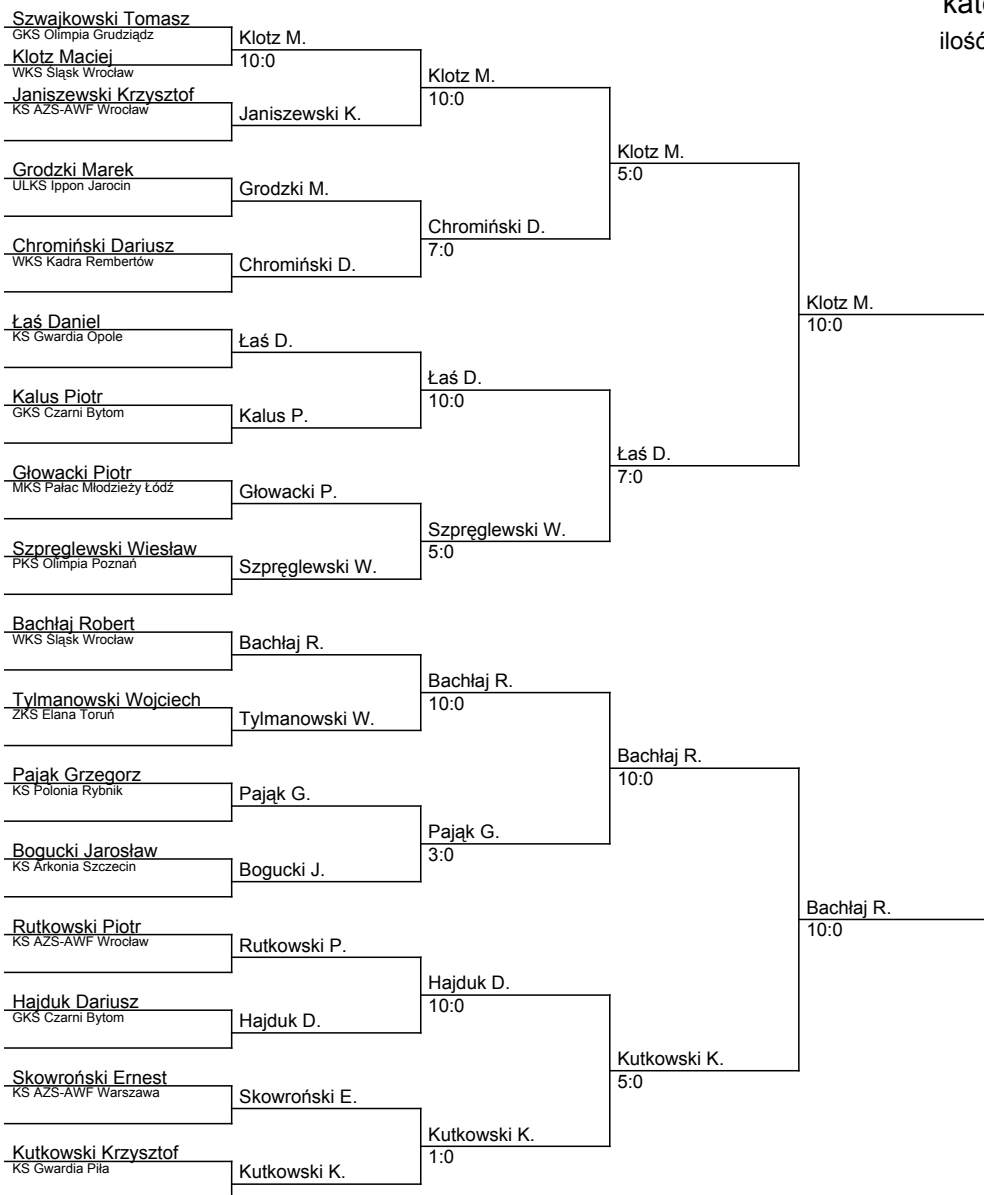 kat
ilość
Szwajkowski Tomasz
GKS Olimpia Grudziądz
Klotz Maciej
WKS Śląsk Wrocław
Janiszewski Krzysztof
KS AZS-AWF Wrocław
Grodzki Marek
ULKS Ippon Jarocin
Chromiński Dariusz
WKS Kadra Rembertów
Łaś Daniel
KS Gwardia Opole
Kalus Piotr
GKS Czarni Bytom
Głowacki Piotr
MKS Pałac Młodzieży Łódź
Szpręglewski Wiesław
PKS Olimpia Poznań
Bachłaj Robert
WKS Śląsk Wrocław
Tylmanowski Wojciech
ZKS Elana Toruń
Pająk Grzegorz
KS Polonia Rybnik
Bogucki Jarosław
KS Arkonia Szczecin
Rutkowski Piotr
KS AZS-AWF Wrocław
Hajduk Dariusz
GKS Czarni Bytom
Skowroński Ernest
KS AZS-AWF Warszawa
Kutkowski Krzysztof
KS Gwardia Piła
Klotz M.
10:0
Janiszewski K.
Grodzki M.
Chromiński D.
Łaś D.
Kalus P.
Głowacki P.
Szpręglewski W.
Bachłaj R.
Tylmanowski W.
Pająk G.
Bogucki J.
Rutkowski P.
Hajduk D.
Skowroński E.
Kutkowski K.
Klotz M.
10:0
Chromiński D.
7:0
Łaś D.
10:0
Szpręglewski W.
5:0
Bachłaj R.
10:0
Pająk G.
3:0
Hajduk D.
10:0
Kutkowski K.
1:0
Klotz M.
5:0
Łaś D.
7:0
Bachłaj R.
10:0
Kutkowski K.
5:0
Klotz M.
10:0
Bachłaj R.
10:0